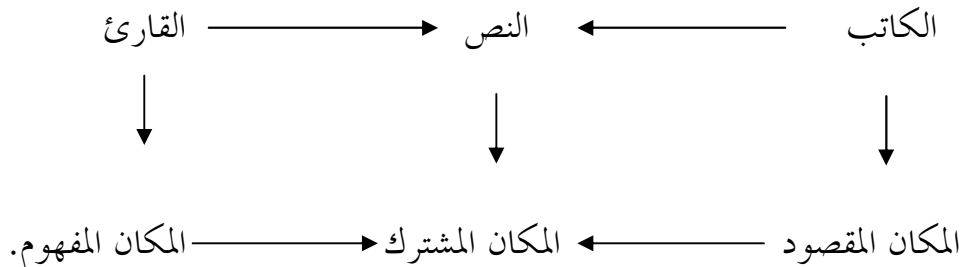 الكاتب النص القارئ
المكان المقصود المكان المشترك المكان المفهوم.